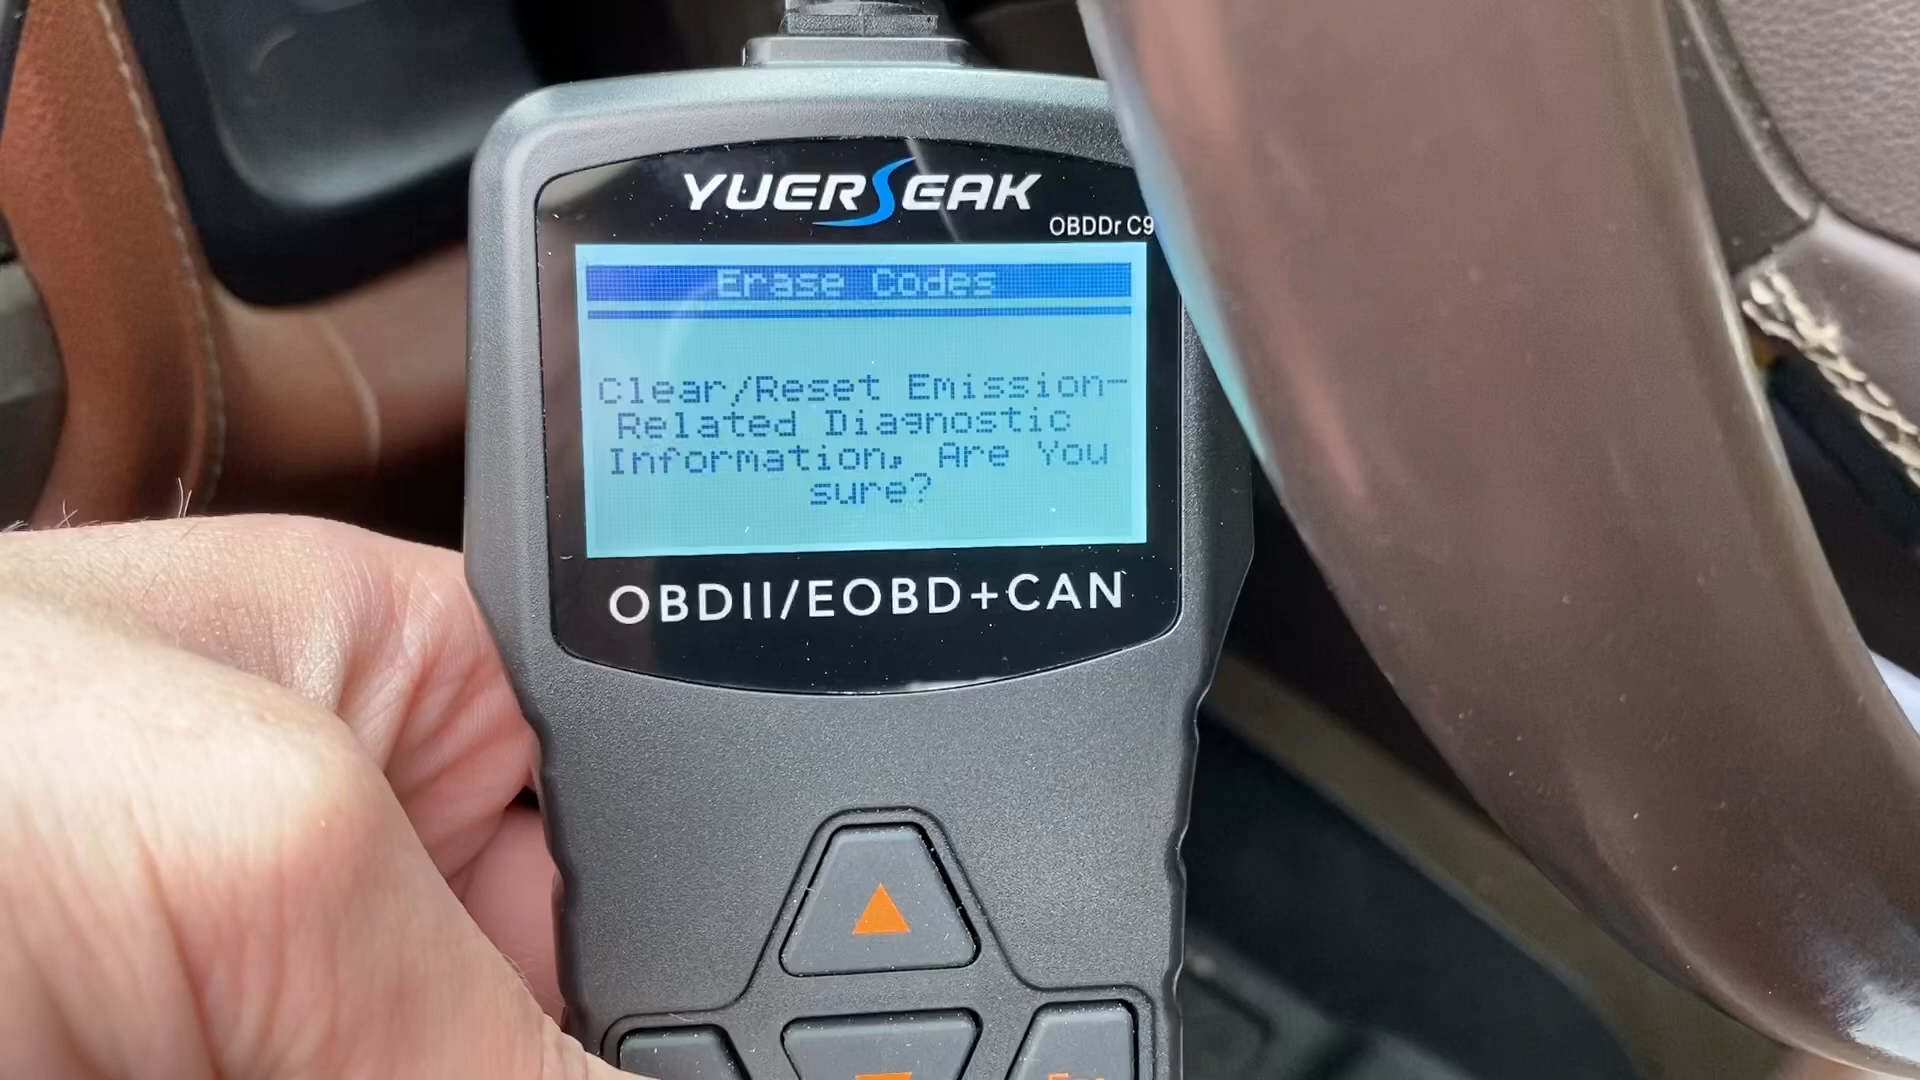 YUERSEAK
OBDDr C9
Erase Codes
Clear/Reset Emission-
Related Diagnostic
Information, Are You
sure?
OBDII/EOBD+CAN